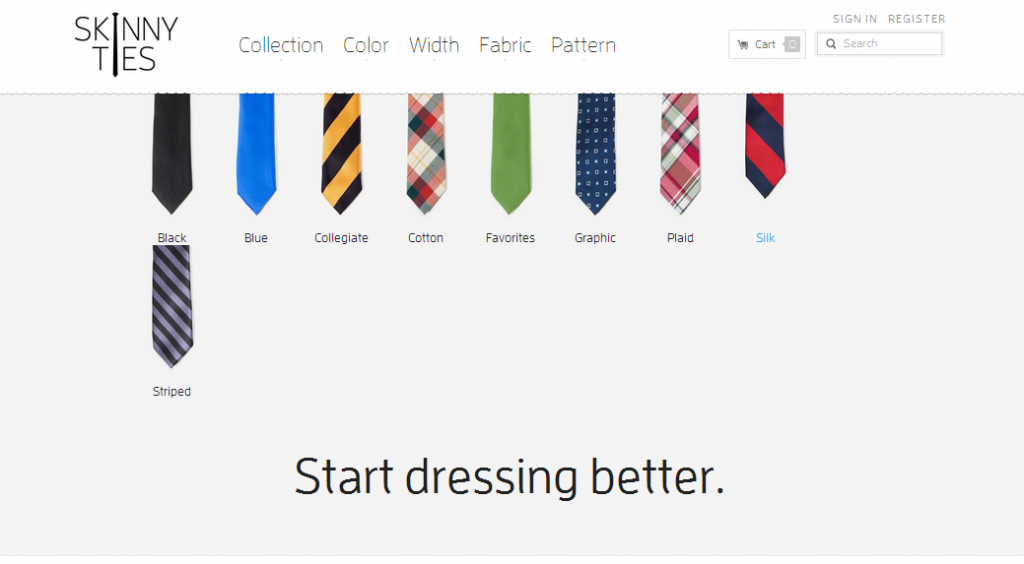 SKINNY
TIES
Collection Color Width Fabric Pattern
SIGN IN REGISTER
Cart 0
Search
Black Blue Collegiate Cotton Favorites Graphic Plaid Silk
Striped
Start dressing better.